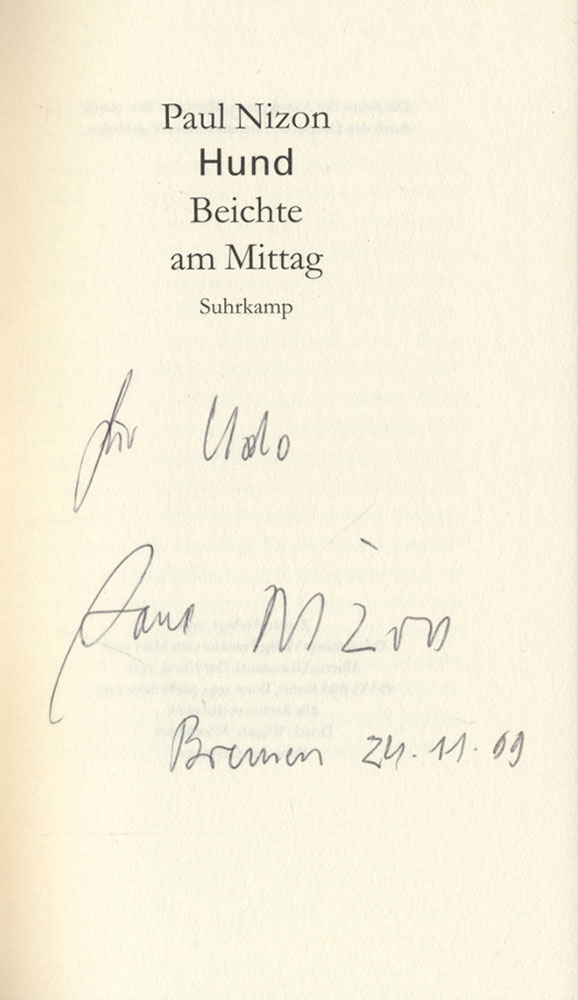 Paul Nizon
Hund
Beichte
am Mittag
Suhrkamp
für Udo
Paul Nizon
Bremen 24.11.99